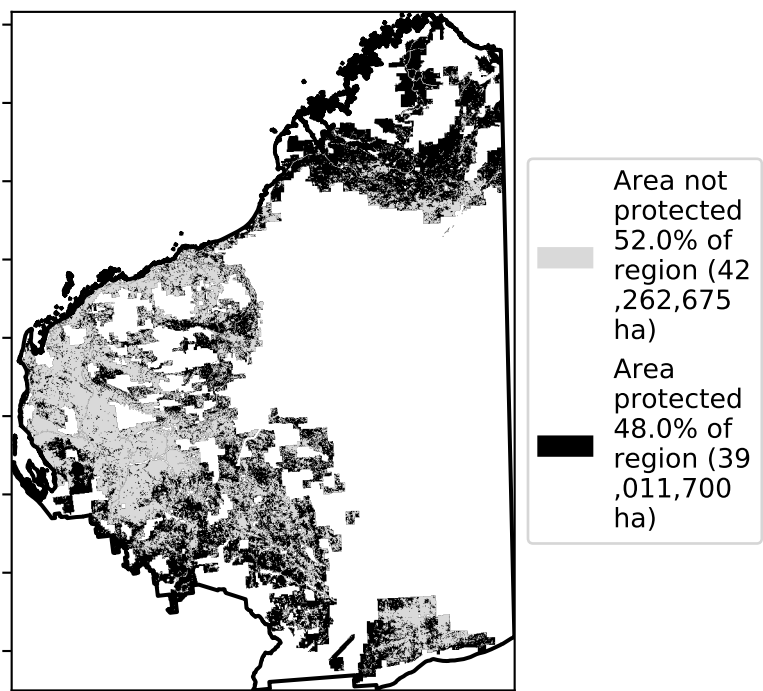 Area not
protected
52.0% of
region (42
,262,675
ha)
Area
protected
48.0% of
region (39
,011,700
ha)